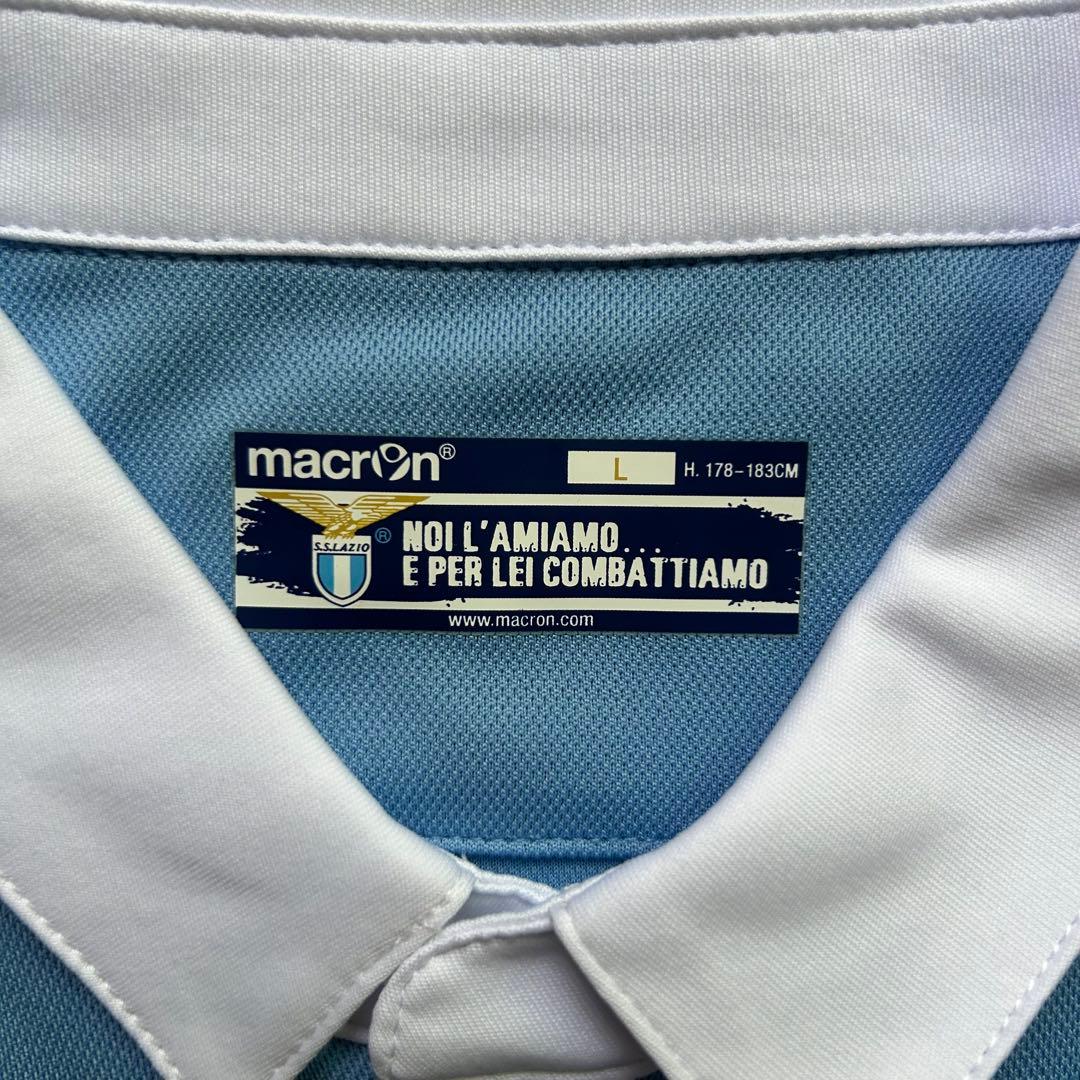 macron®
L
H. 178-183CM
S.S.LAZIO
®
NOI L'AMIAMO...
E PER LEI COMBATTIAMO
www.macron.com